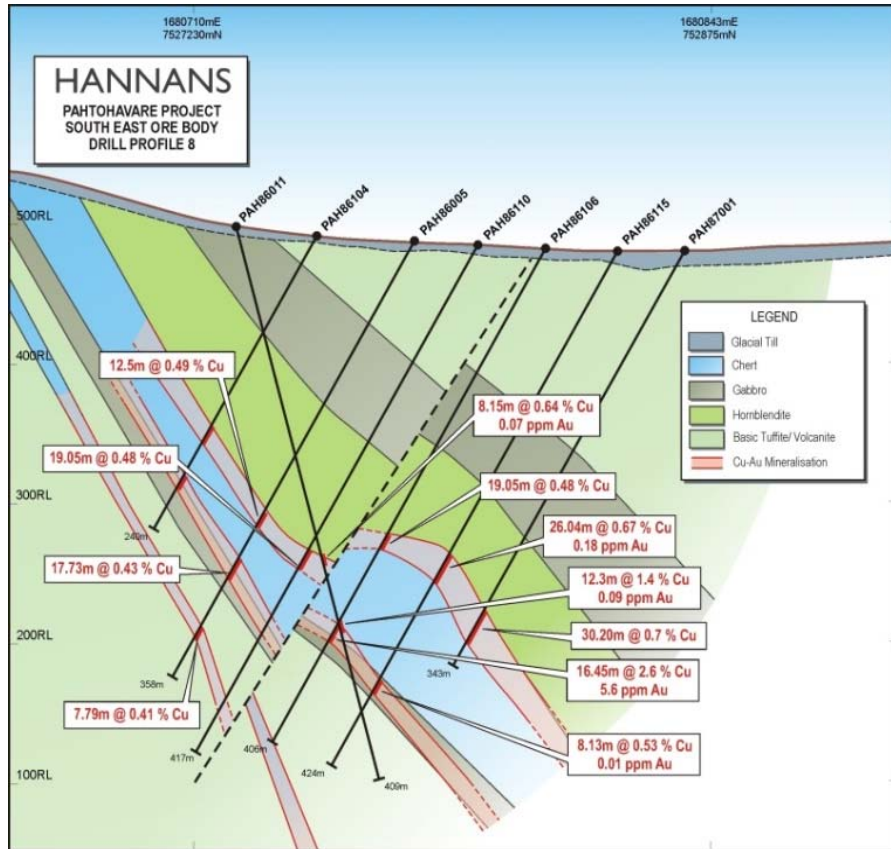 1680710mE
7527230mN
1680843mE
752875mN
HANNANS
PAHTOHAVARE PROJECT
SOUTH EAST ORE BODY
DRILL PROFILE 8
PAH86011
PAH86104
PAH86005
PAH86110
PAH86106
PAH86115
PAH87001
500RL
400RL
300RL
200RL
100RL
LEGEND
Glacial Till
Chert
Gabbro
Hornblendite
Basic Tuffite/ Volcanite
Cu-Au Mineralisation
12.5m @ 0.49 % Cu
8.15m @ 0.64 % Cu
0.07 ppm Au
19.05m @ 0.48 % Cu
19.05m @ 0.48 % Cu
26.04m @ 0.67 % Cu
0.18 ppm Au
240m
17.73m @ 0.43 % Cu
12.3m @ 1.4 % Cu
0.09 ppm Au
30.20m @ 0.7 % Cu
343m
358m
16.45m @ 2.6 % Cu
5.6 ppm Au
7.79m @ 0.41 % Cu
417m
406m
8.13m @ 0.53 % Cu
0.01 ppm Au
424m
409m